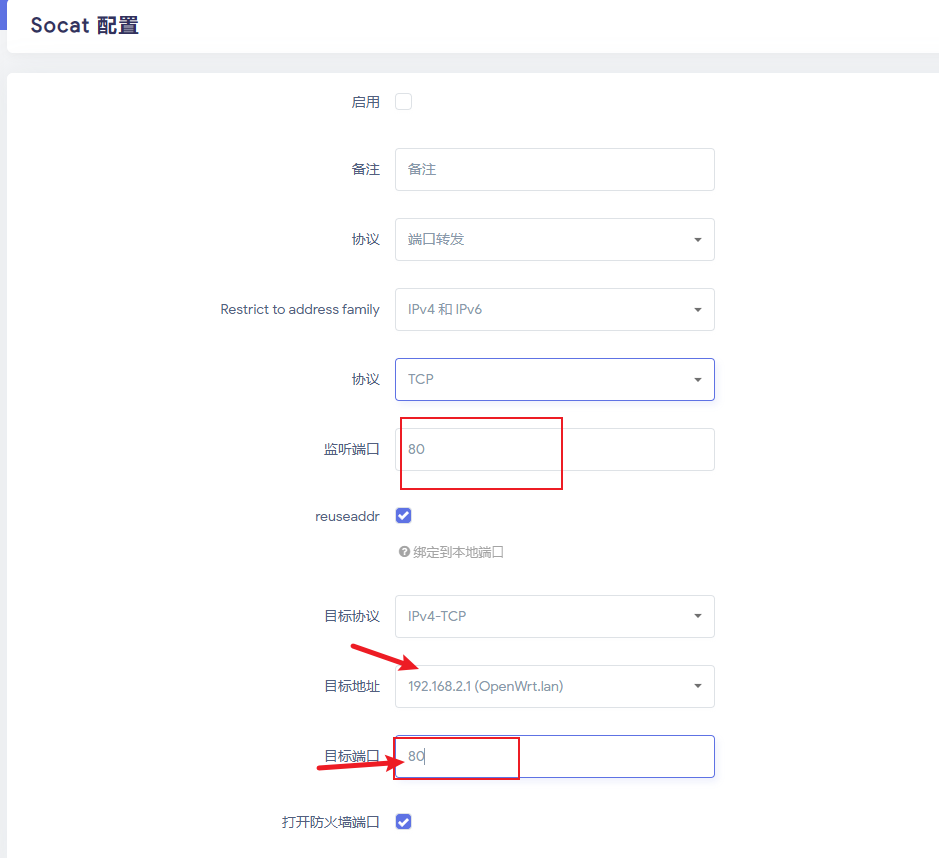 Socat 配置
启用
备注 备注
协议 端口转发
Restrict to address family IPv4 和 IPv6
协议 TCP
监听端口 80
reuseaddr
? 绑定到本地端口
目标协议 IPv4-TCP
目标地址 192.168.2.1 (OpenWrt.lan)
目标端口 80
打开防火墙端口